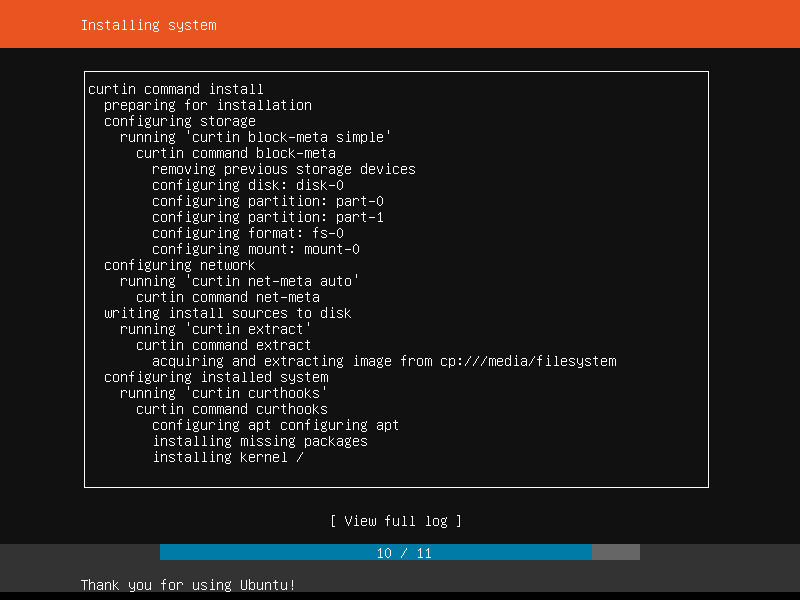 Installing system
curtin command install
preparing for installation
configuring storage
running 'curtin block-meta simple'
curtin command block-meta
removing previous storage devices
configuring disk: disk-0
configuring partition: part-0
configuring partition: part-1
configuring format: fs-0
configuring mount: mount-0
configuring network
running 'curtin net-meta auto'
curtin command net-meta
writing install sources to disk
running 'curtin extract'
curtin command extract
acquiring and extracting image from cp:///media/filesystem
configuring installed system
running 'curtin curthooks'
curtin command curthooks
configuring apt configuring apt
installing missing packages
installing kernel /
[ View full log ]
10 / 11
Thank you for using Ubuntu!